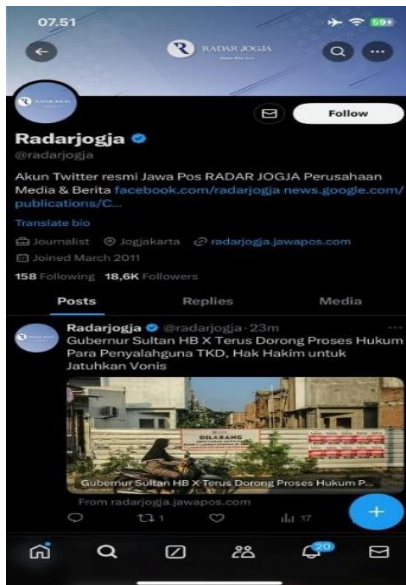 07.51
59+
RADAR JOGJA
Jawa Pos
Follow
Radarjogja
@radarjogja
Akun Twitter resmi Jawa Pos RADAR JOGJA Perusahaan
Media & Berita facebook.com/radarjogja news.google.com/
publications/C...
Translate bio
Journalist Jogjakarta radarjogja.jawapos.com
Joined March 2011
158 Following 18,6K Followers
Posts Replies Media
Radarjogja @radarjogja · 23m
Gubernur Sultan HB X Terus Dorong Proses Hukum
Para Penyalahguna TKD, Hak Hakim untuk
Jatuhkan Vonis
DILARANG
Gubernur Sultan HB X Terus Dorong Proses Hukum P...
From radarjogja.jawapos.com
1 17
20